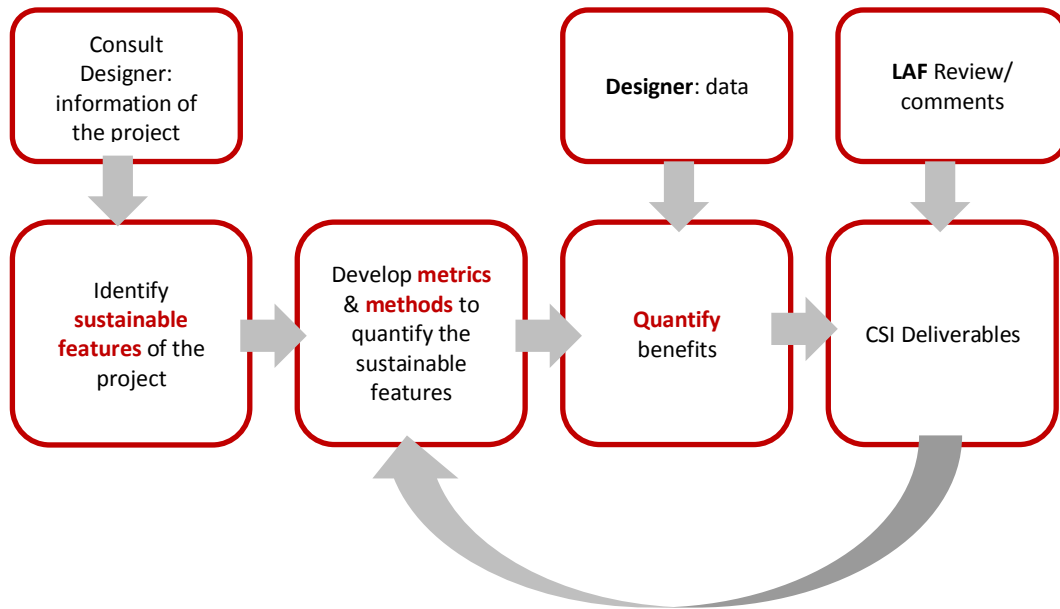 Consult
Designer:
information of
the project
Designer: data
LAF Review/
comments
Identify
sustainable
features of the
project
Develop metrics
& methods to
quantify the
sustainable
features
Quantify
benefits
CSI Deliverables